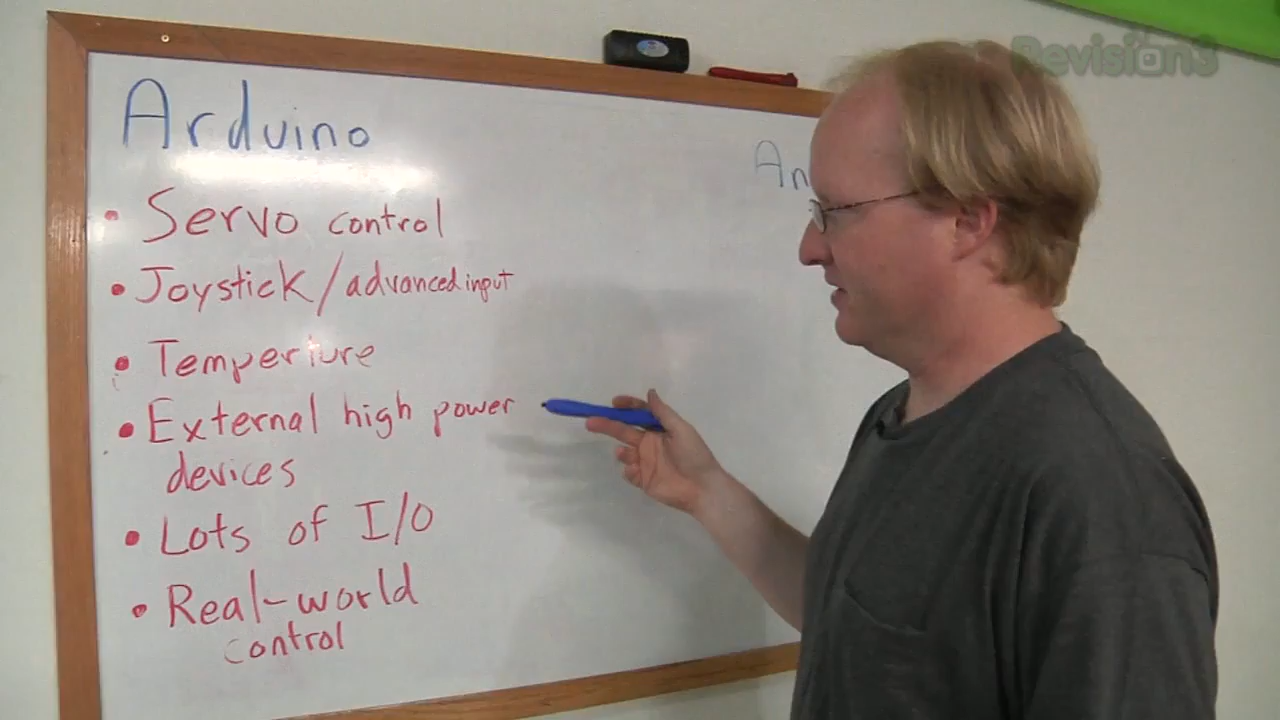 Revision3
Arduino
An
• Servo control
• Joystick/advanced input
• Temperiure
• External high power
devices
• Lots of I/O
• Real-world
control